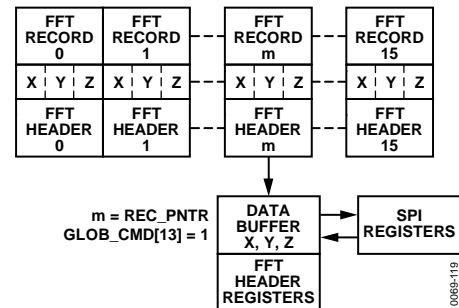 FFT RECORD 0
FFT RECORD 1
FFT RECORD m
FFT RECORD 15
X Y Z
X Y Z
X Y Z
X Y Z
FFT HEADER 0
FFT HEADER 1
FFT HEADER m
FFT HEADER 15
m = REC_PNTR
GLOB_CMD[13] = 1
DATA BUFFER X, Y, Z
SPI REGISTERS
FFT HEADER REGISTERS
0069-119